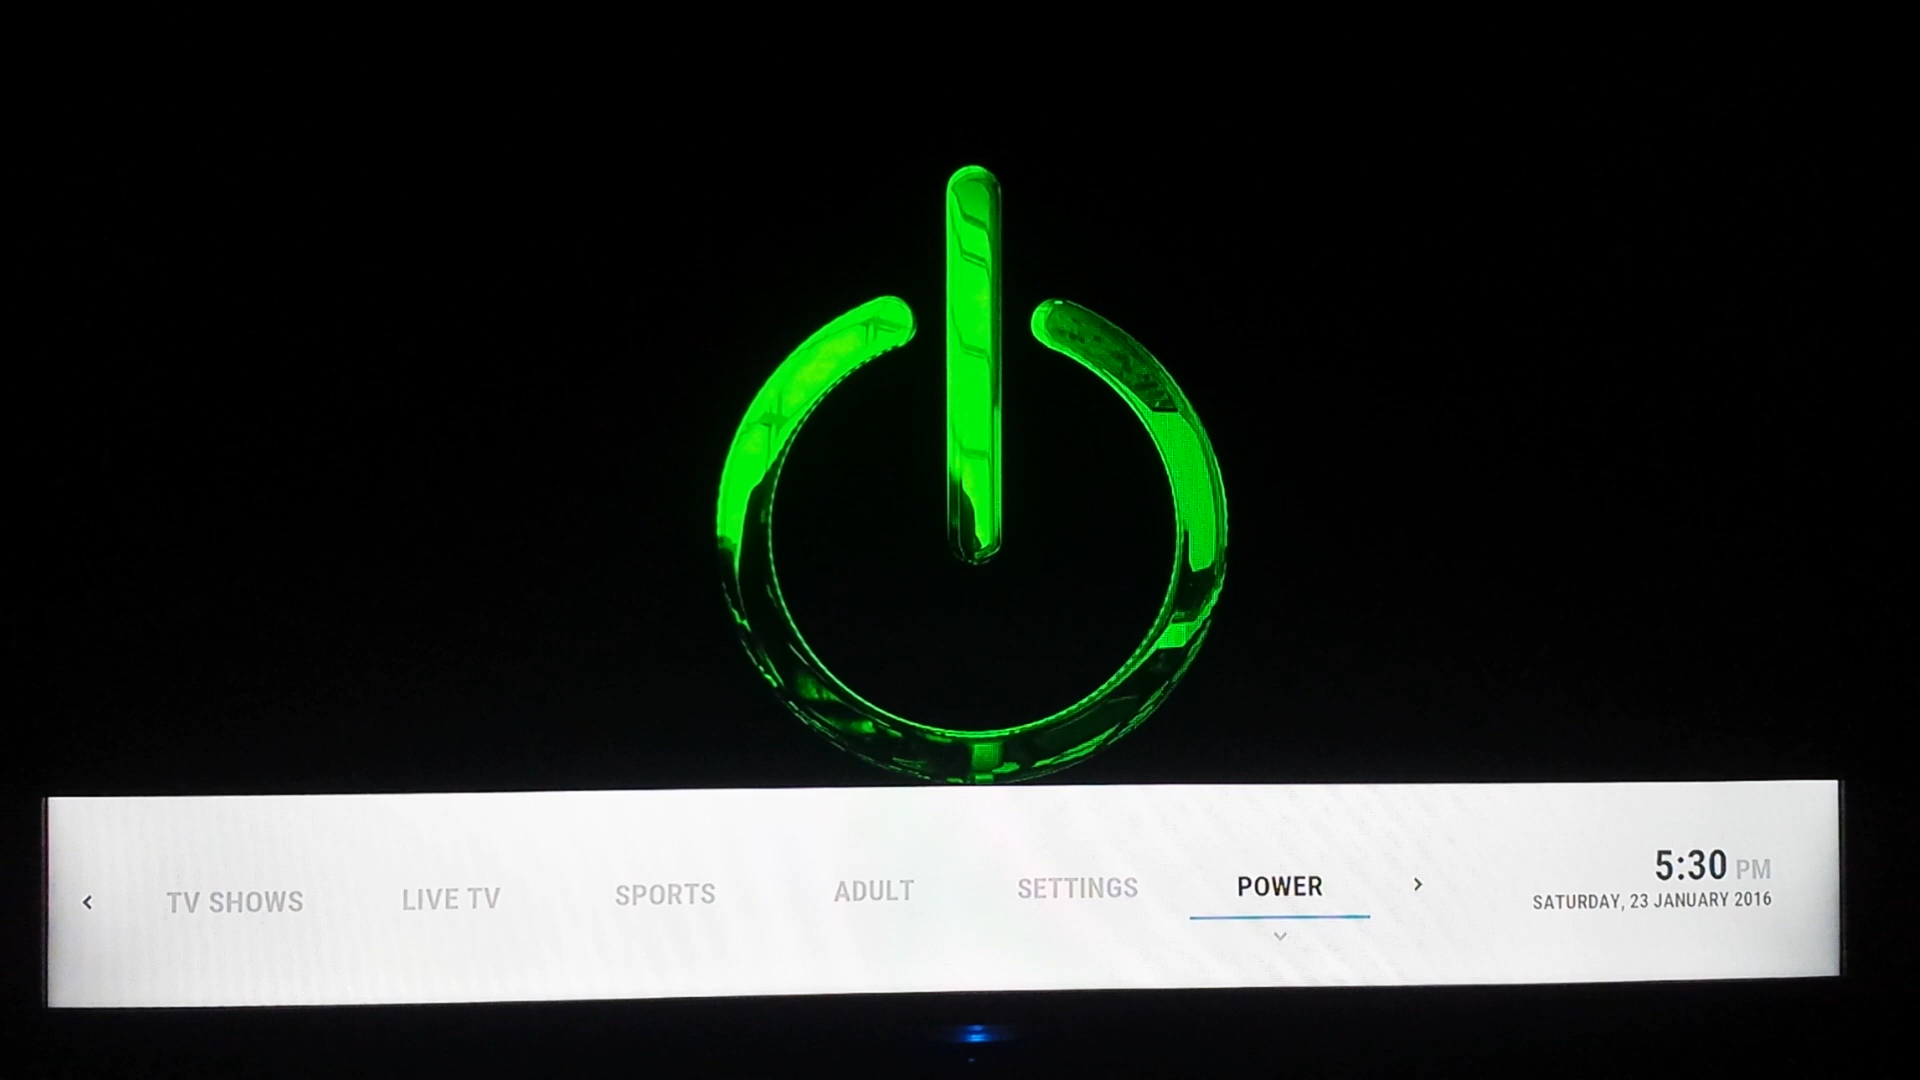 TV SHOWS LIVE TV SPORTS ADULT SETTINGS POWER
5:30 PM
SATURDAY, 23 JANUARY 2016